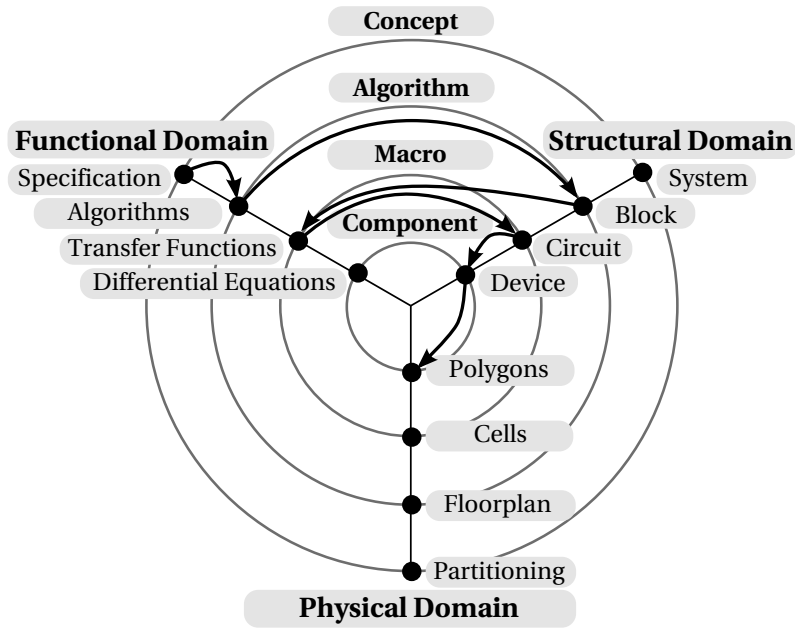 Concept
Algorithm
Functional Domain
Structural Domain
Macro
Specification
System
Algorithms
Block
Component
Transfer Functions
Circuit
Differential Equations
Device
Polygons
Cells
Floorplan
Partitioning
Physical Domain